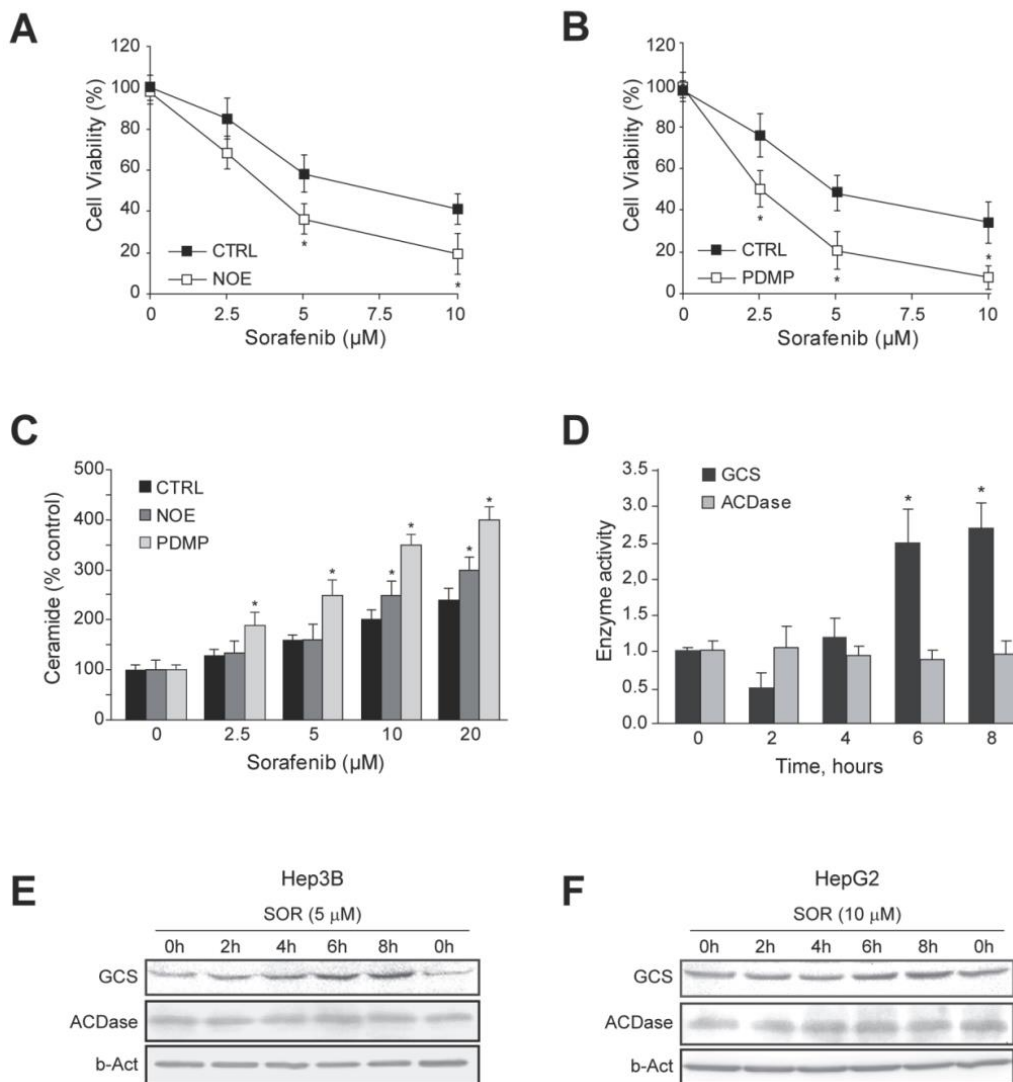 A
120
100
80
60
40
20
0
Cell Viability (%)
CTRL
NOE
*
*
0 2.5 5 7.5 10
Sorafenib (µM)
B
120
100
80
60
40
20
0
Cell Viability (%)
CTRL
PDMP
*
*
*
0 2.5 5 7.5 10
Sorafenib (µM)
C
500
400
300
200
100
0
Ceramide (% control)
CTRL
NOE
PDMP
* * * * * *
0 2.5 5 10 20
Sorafenib (µM)
D
3.5
3.0
2.5
2.0
1.5
1.0
0.5
0.0
Enzyme activity
GCS
ACDase
* *
0 2 4 6 8
Time, hours
E
Hep3B
SOR (5 µM)
0h 2h 4h 6h 8h 0h
GCS
ACDase
b-Act
F
HepG2
SOR (10 µM)
0h 2h 4h 6h 8h 0h
GCS
ACDase
b-Act